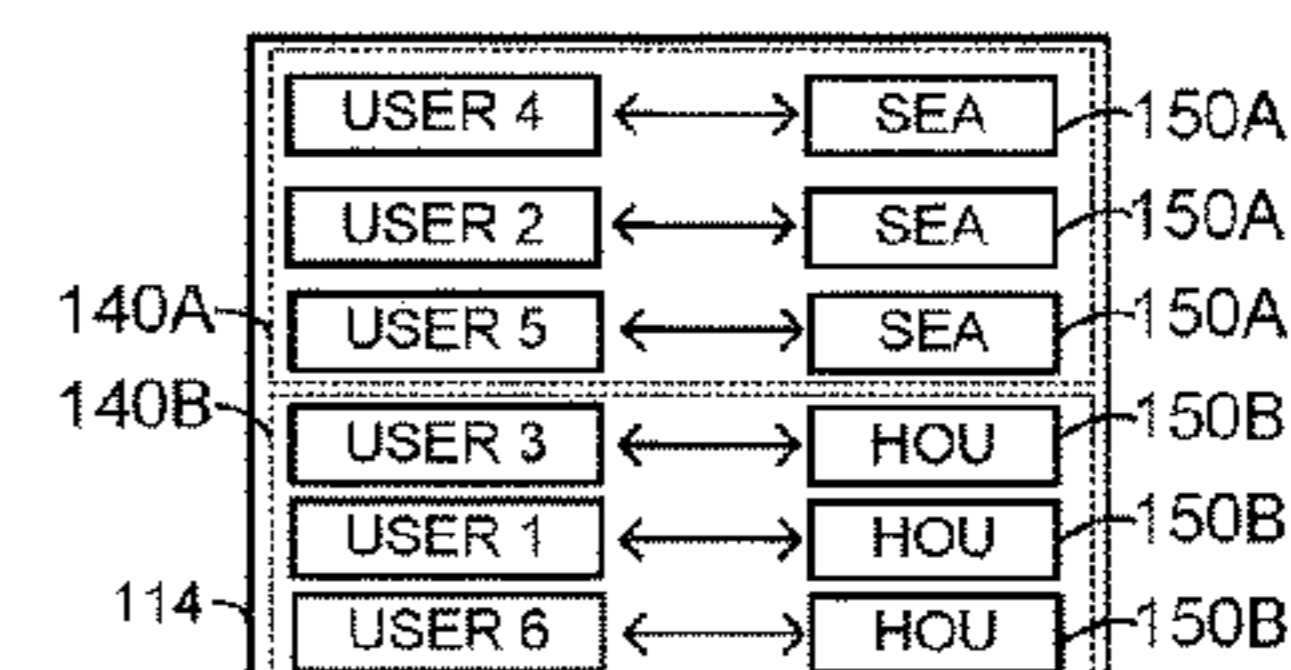 USER 4 SEA 150A
USER 2 SEA 150A
140A USER 5 SEA 150A
140B USER 3 HOU 150B
USER 1 HOU 150B
114 USER 6 HOU 150B